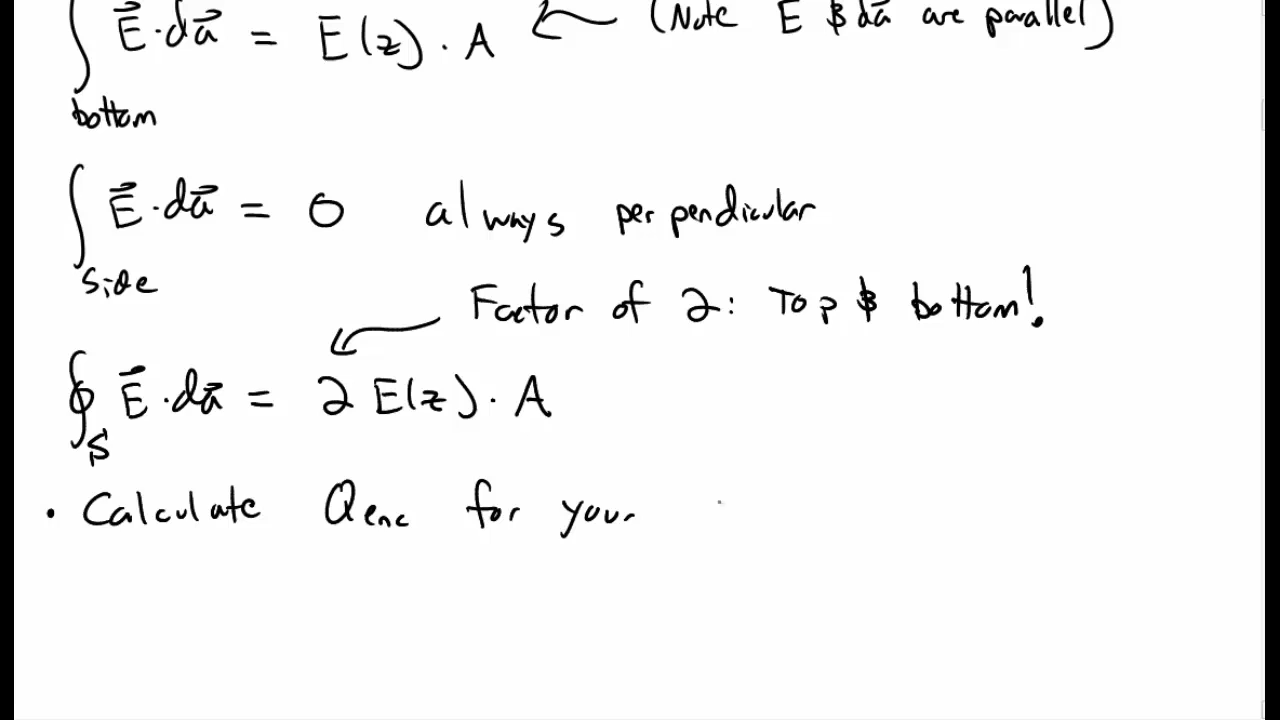 ∫ E⃗·da⃗ = E(z)·A ← (Note E & da⃗ are parallel)
bottom
∫ E⃗·da⃗ = 0 always perpendicular
side
Factor of 2: Top & bottom!
∮ E⃗·da⃗ = 2 E(z)·A
S
• Calculate Qenc for your